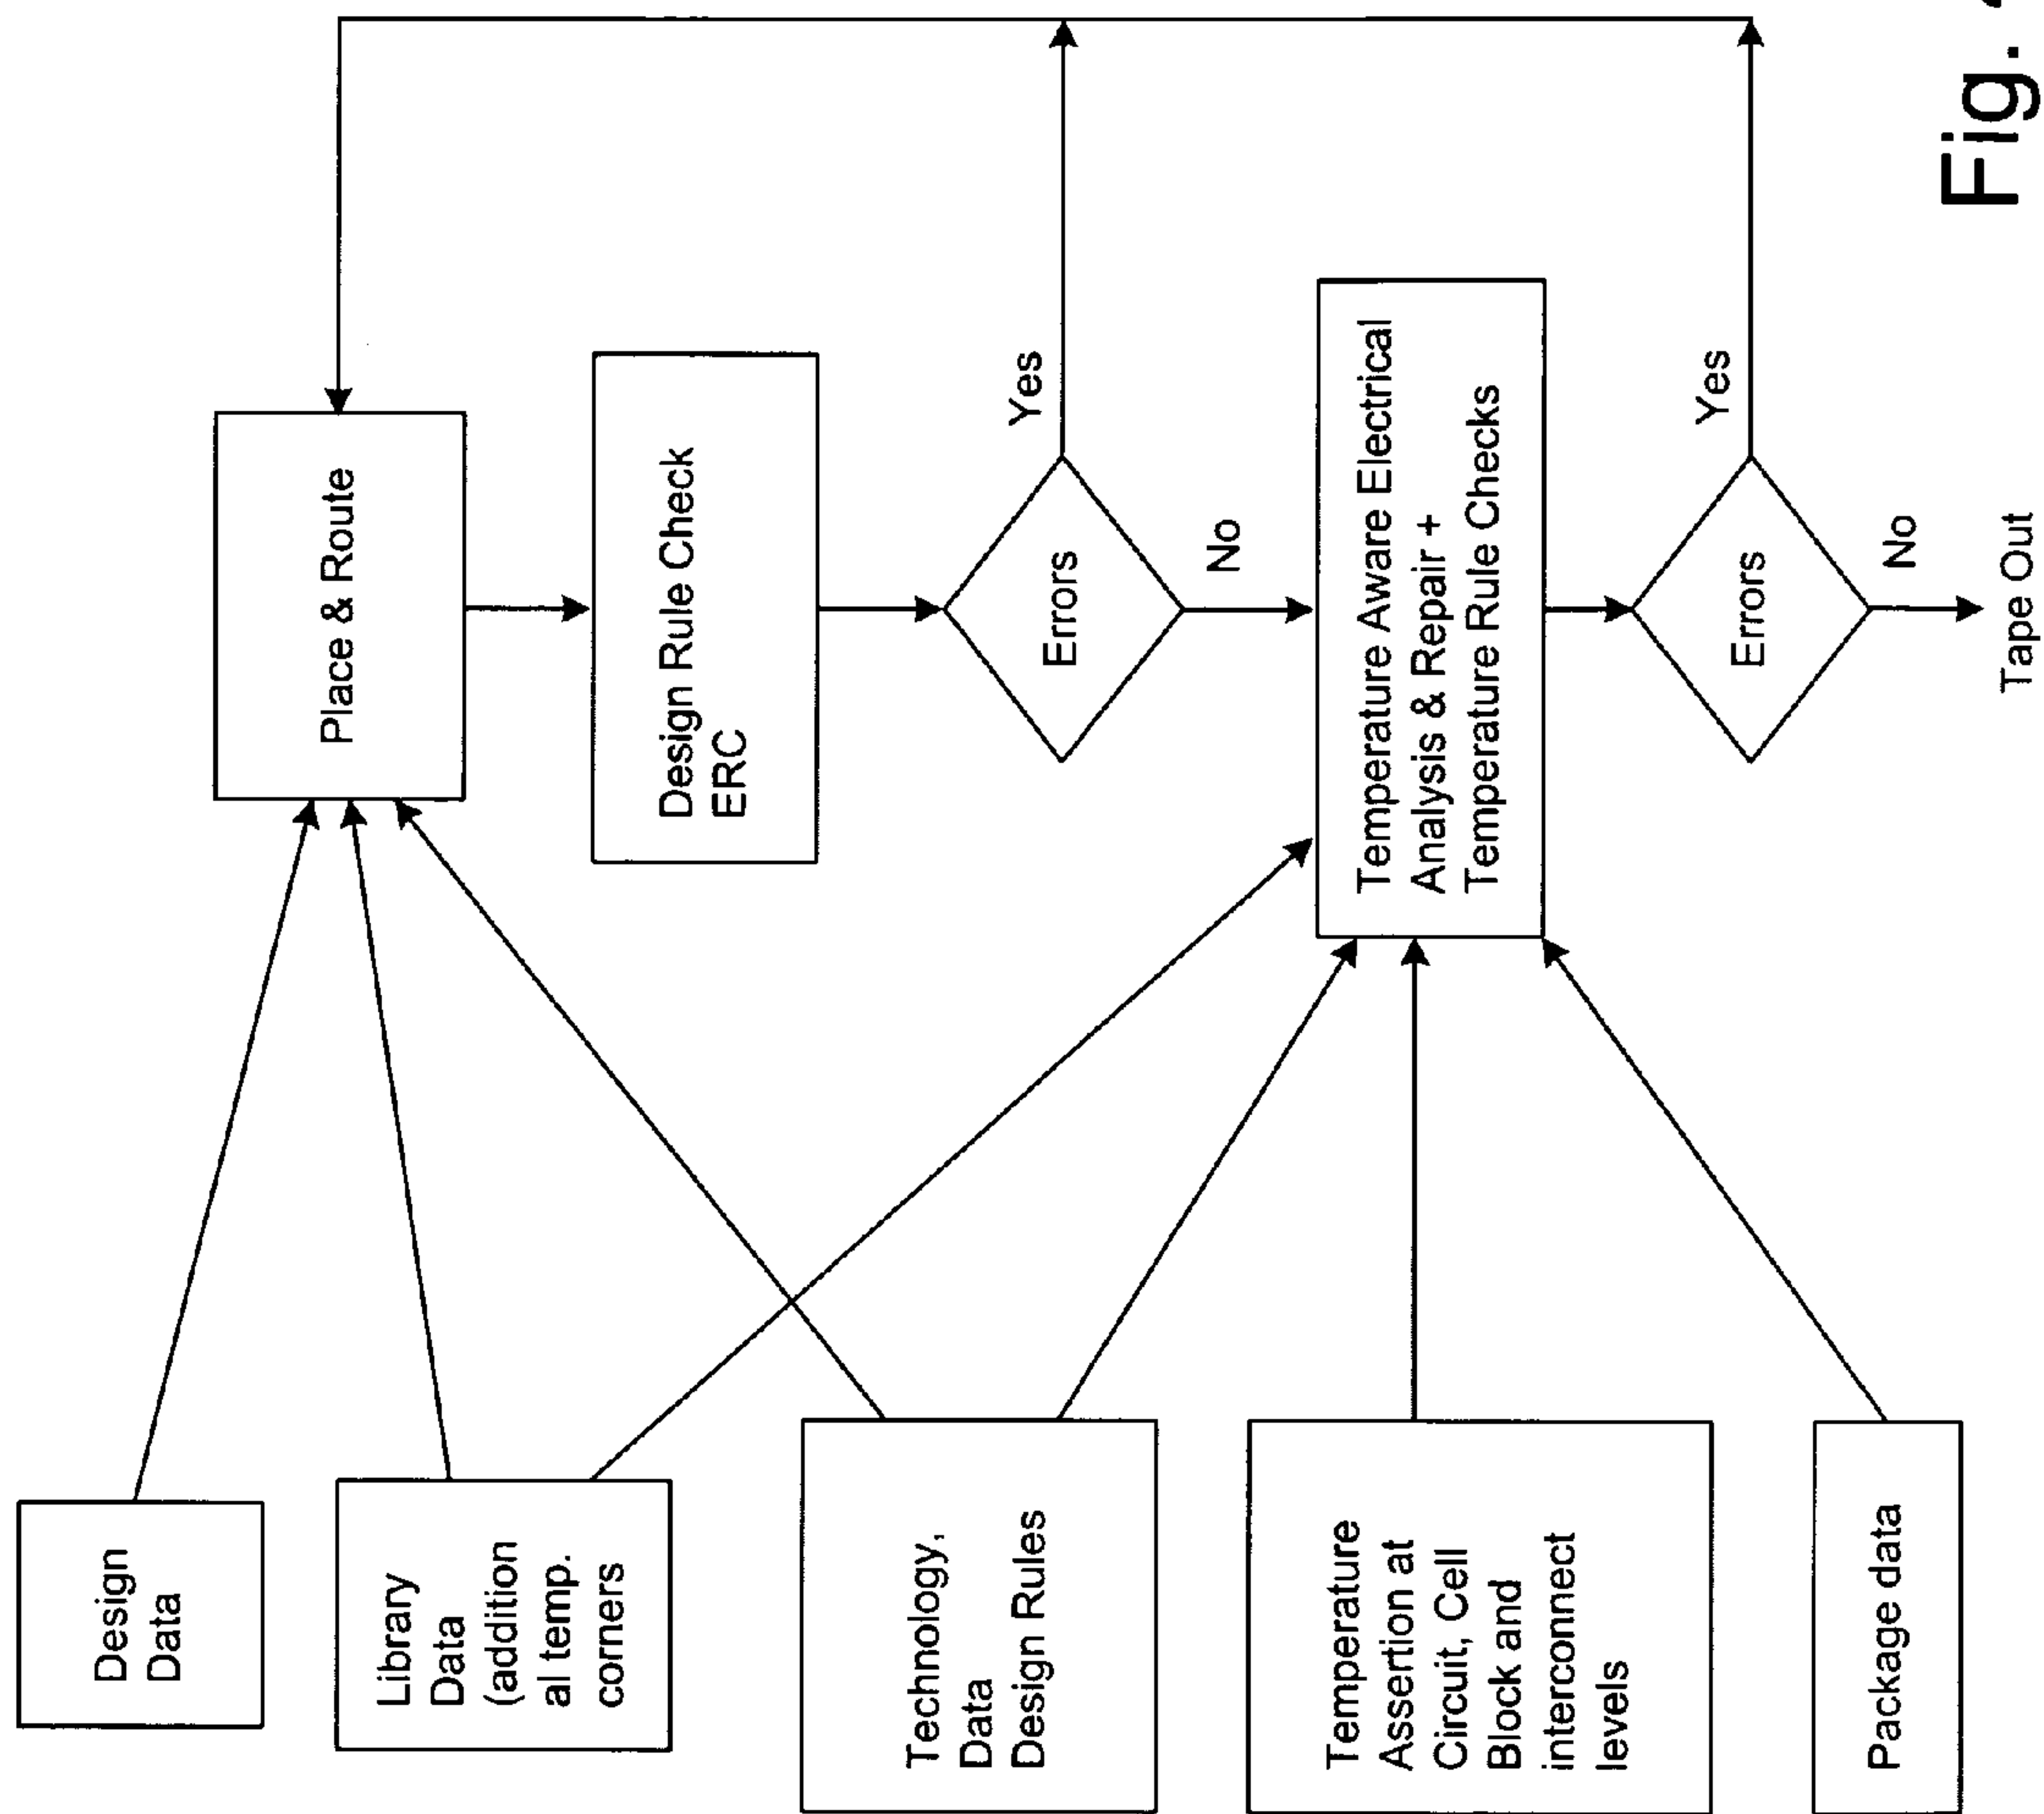 Design
Data
Library
Data
(addition
al temp.
corners
Technology,
Data
Design Rules
Temperature
Assertion at
Circuit, Cell
Block and
interconnect
levels
Package data
Place & Route
Design Rule Check
ERC
Errors
Yes
No
Temperature Aware Electrical
Analysis & Repair +
Temperature Rule Checks
Errors
Yes
No
Tape Out
Fig.